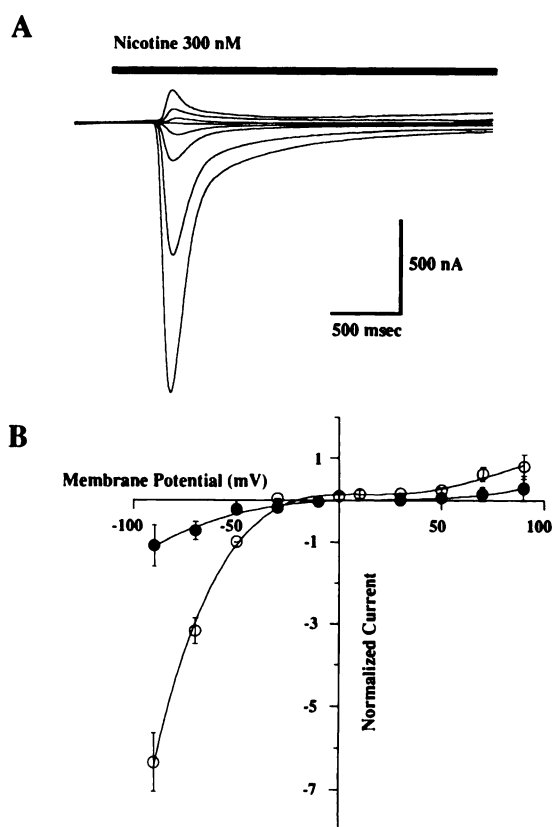 A
Nicotine 300 nM
500 nA
500 msec
B
Membrane Potential (mV)
1
-100
-50
50
100
-1
-3
-5
-7
Normalized Current